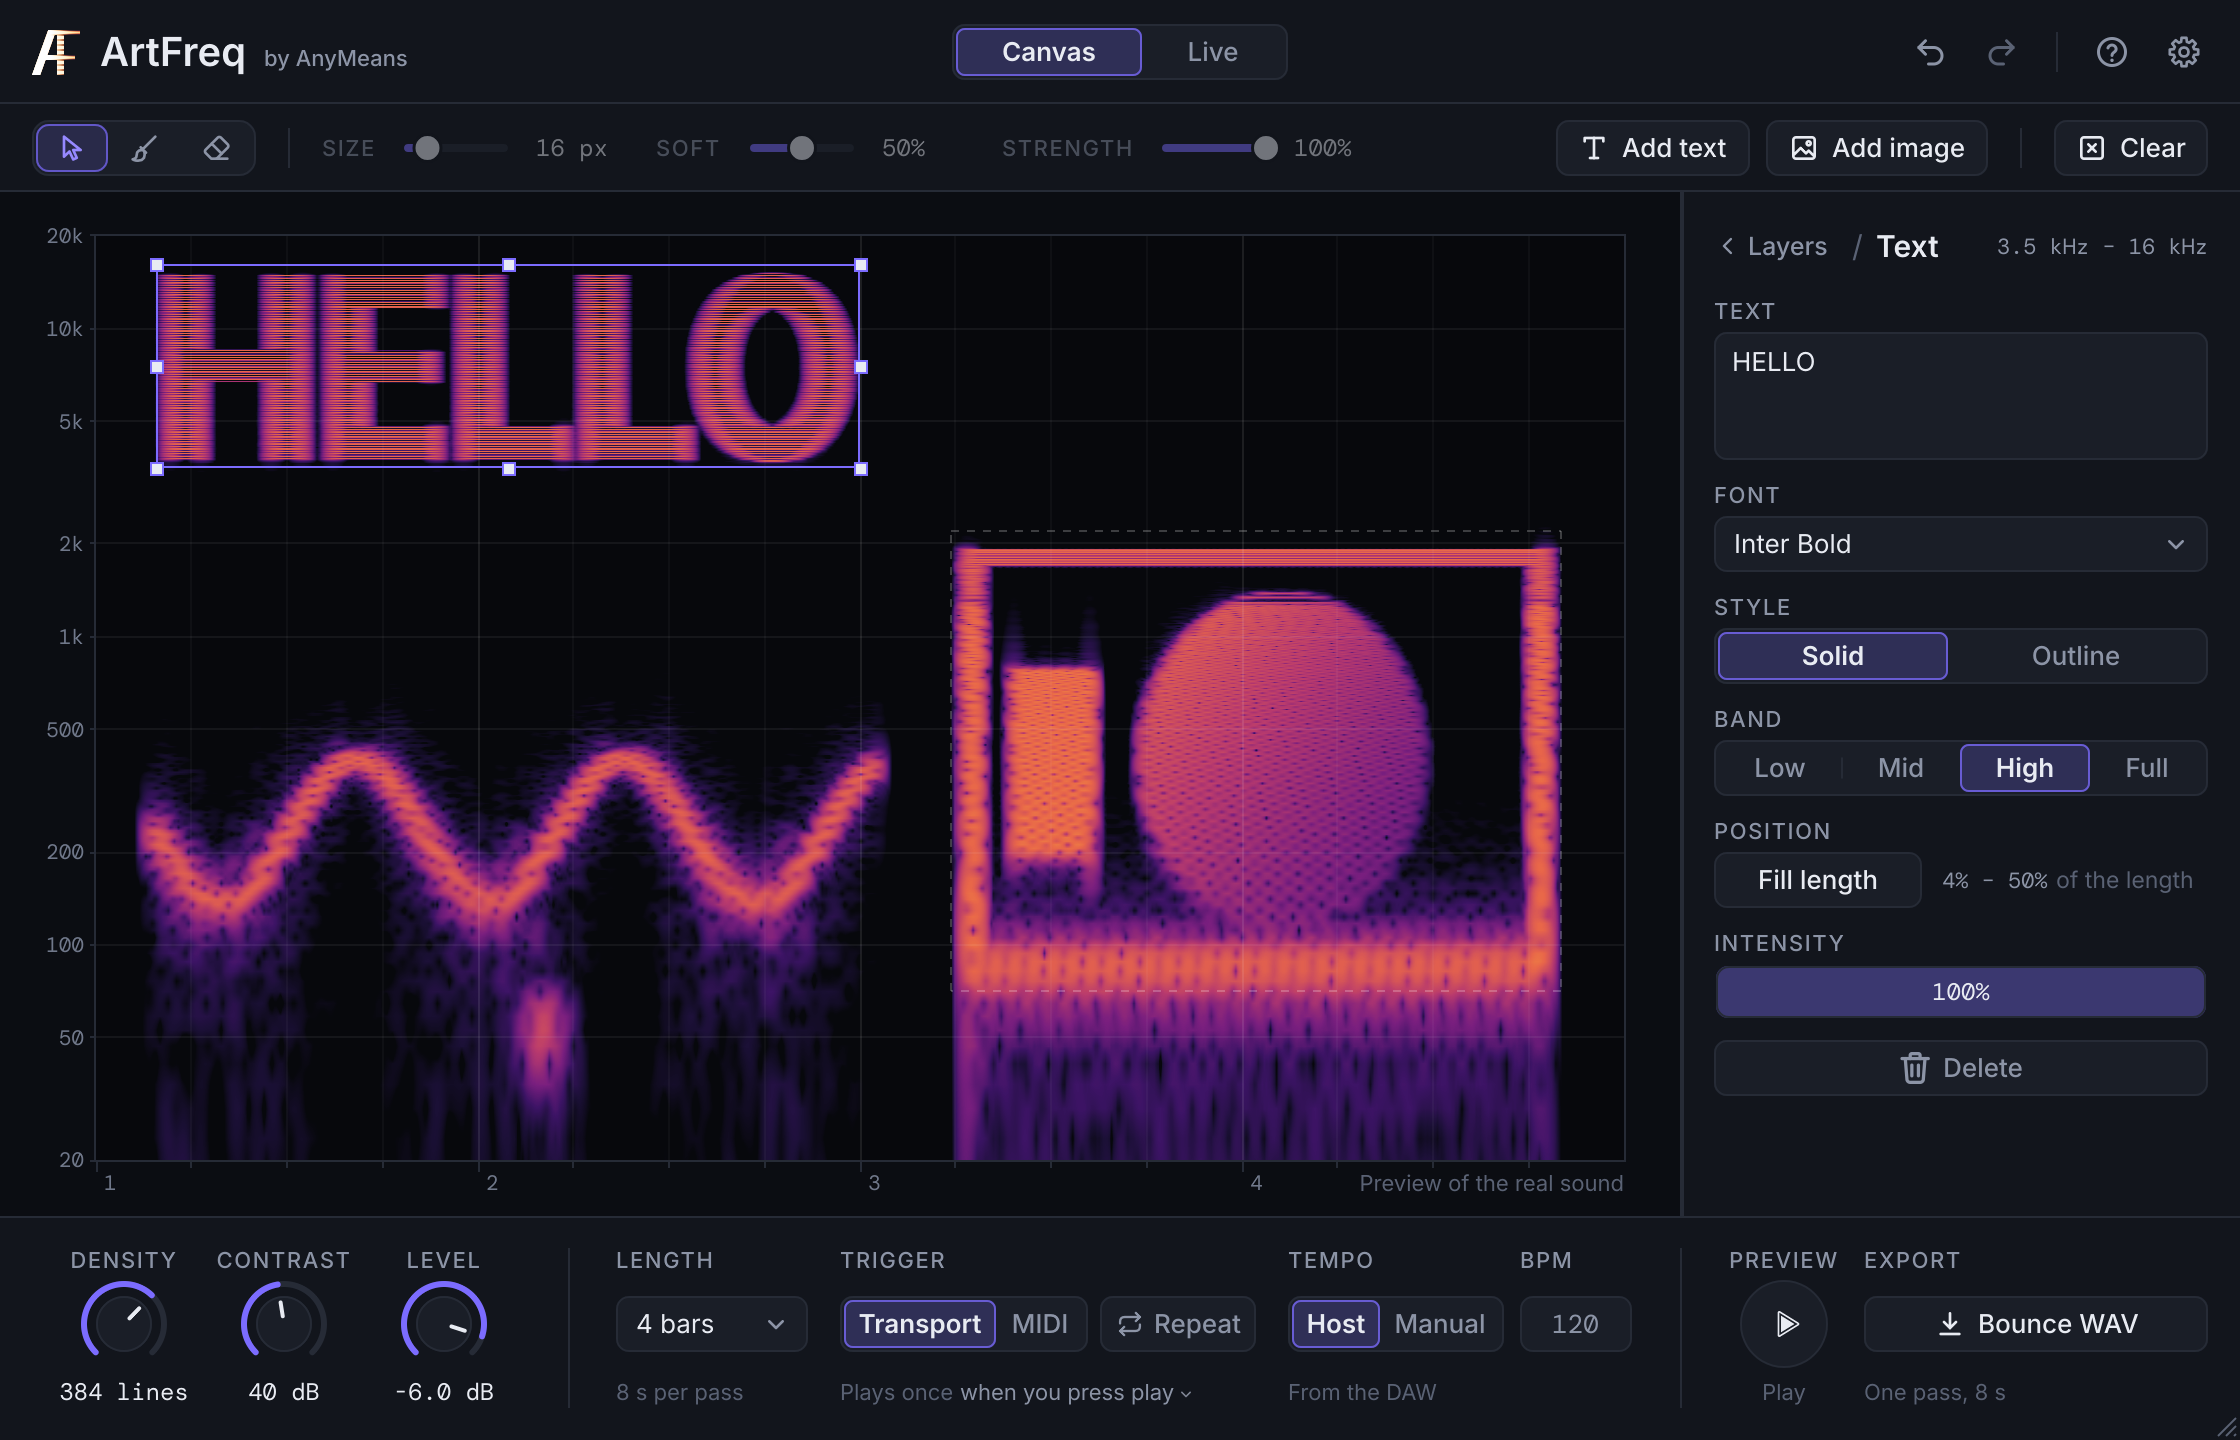 ArtFreq by AnyMeans
Canvas Live
SIZE 16 px SOFT 50% STRENGTH 100%
Add text Add image Clear
20k
10k
5k
2k
1k
500
200
100
50
20
HELLO
1 2 3 4 Preview of the real sound
Layers / Text 3.5 kHz - 16 kHz
TEXT
HELLO
FONT
Inter Bold
STYLE
Solid Outline
BAND
Low Mid High Full
POSITION
Fill length 4% - 50% of the length
INTENSITY
100%
Delete
DENSITY CONTRAST LEVEL LENGTH TRIGGER TEMPO BPM PREVIEW EXPORT
4 bars Transport MIDI Repeat Host Manual 120 Bounce WAV
384 lines 40 dB -6.0 dB 8 s per pass Plays once when you press play From the DAW Play One pass, 8 s